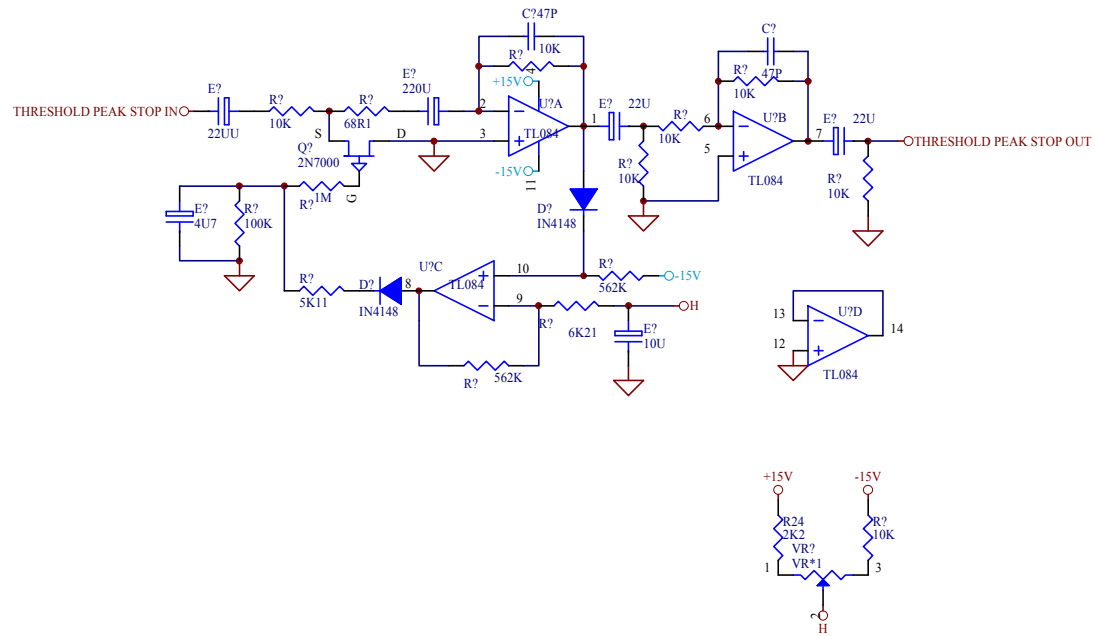 C?47P
R?
10K
C?
R?
47P
10K
E?
220U
+15V
4
THRESHOLD PEAK STOP IN
E?
22UU
R?
10K
R?
68R1
2
3
U?A
TL084
-15V
11
1
E?
22U
R?
10K
R?
10K
6
5
U?B
TL084
7
E?
22U
THRESHOLD PEAK STOP OUT
R?
10K
S
D
Q?
2N7000
G
R?
1M
E?
4U7
R?
100K
D?
IN4148
R?
5K11
D?
IN4148
8
U?C
TL084
10
9
R?
562K
-15V
R?
6K21
H
E?
10U
R?
562K
13
12
U?D
14
TL084
+15V
-15V
R24
2K2
R?
10K
VR?
VR*1
1
3
2
H